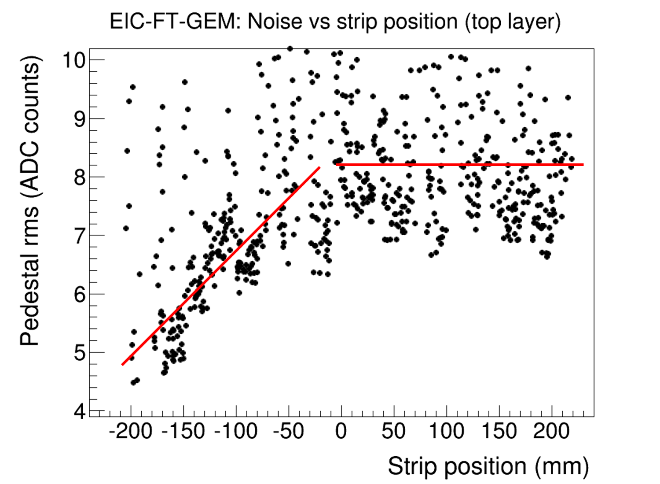 EIC-FT-GEM: Noise vs strip position (top layer)
Pedestal rms (ADC counts)
10
9
8
7
6
5
4
-200 -150 -100 -50 0 50 100 150 200
Strip position (mm)